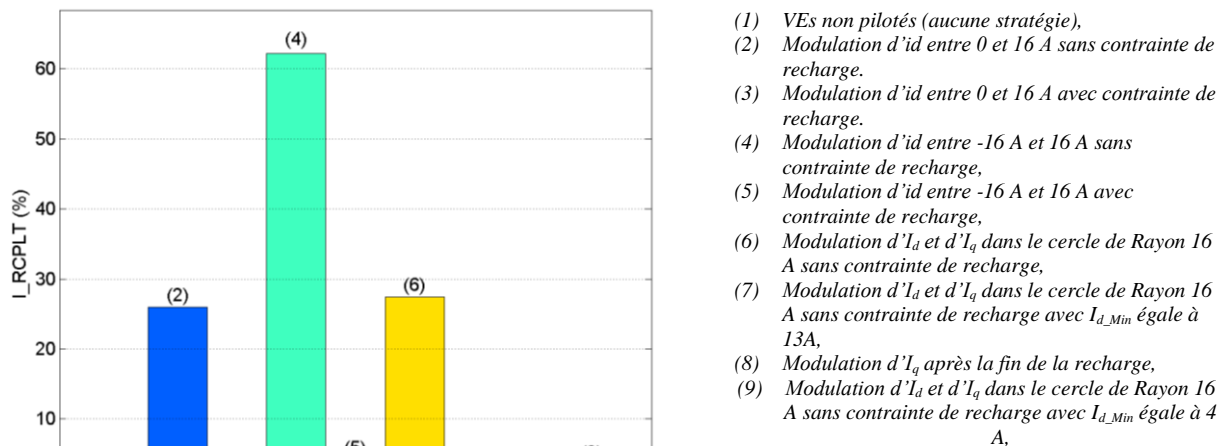 (4)
60
50
40
I_RCPLT (%)
30
(2)
(6)
20
10
(5)
(1) VEs non pilotés (aucune stratégie),
(2) Modulation d’id entre 0 et 16 A sans contrainte de
recharge.
(3) Modulation d’id entre 0 et 16 A avec contrainte de
recharge.
(4) Modulation d’id entre -16 A et 16 A sans
contrainte de recharge,
(5) Modulation d’id entre -16 A et 16 A avec
contrainte de recharge,
(6) Modulation d’I_d et d’I_q dans le cercle de Rayon 16
A sans contrainte de recharge,
(7) Modulation d’I_d et d’I_q dans le cercle de Rayon 16
A sans contrainte de recharge avec I_d_Min égale à
13A,
(8) Modulation d’I_q après la fin de la recharge,
(9) Modulation d’I_d et d’I_q dans le cercle de Rayon 16
A sans contrainte de recharge avec I_d_Min égale à 4
A,